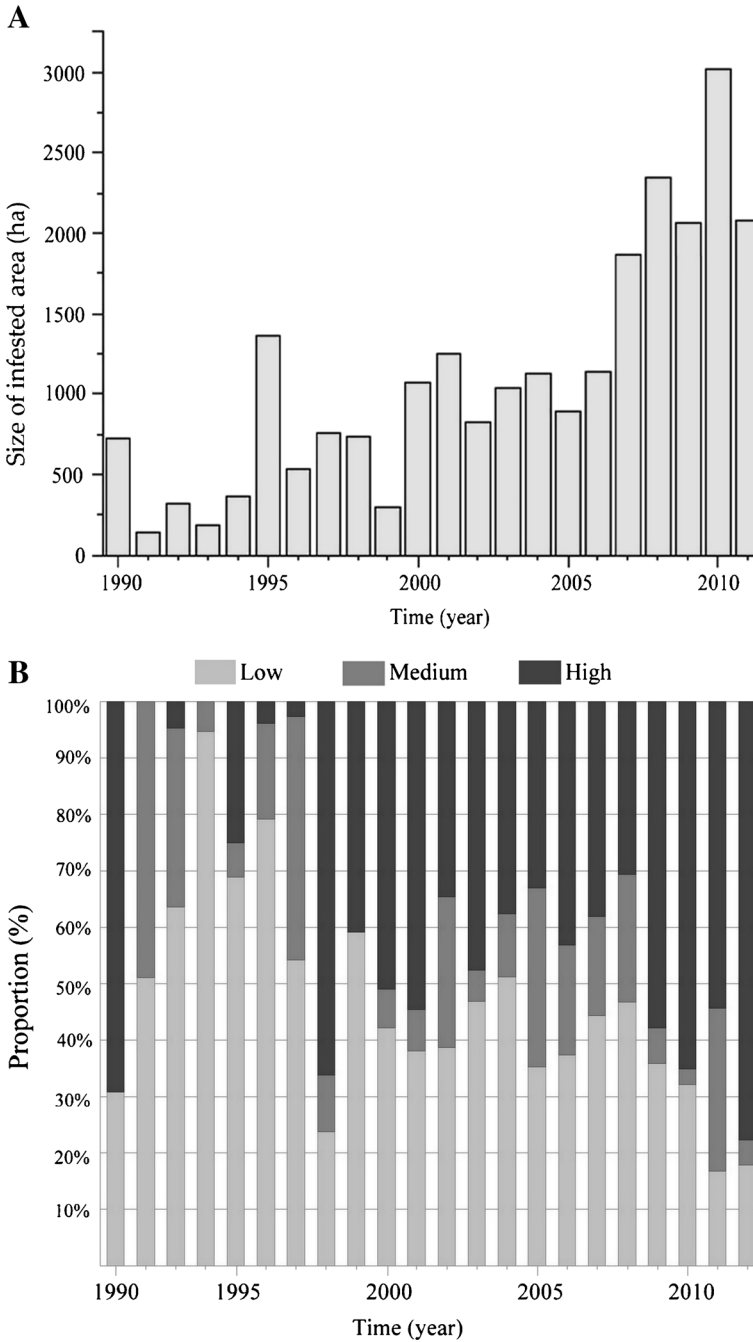 A
3000
2500
2000
1500
1000
500
0
Size of infested area (ha)
1990 1995 2000 2005 2010
Time (year)
B
Low Medium High
100%
90%
80%
70%
60%
50%
40%
30%
20%
10%
Proportion (%)
1990 1995 2000 2005 2010
Time (year)